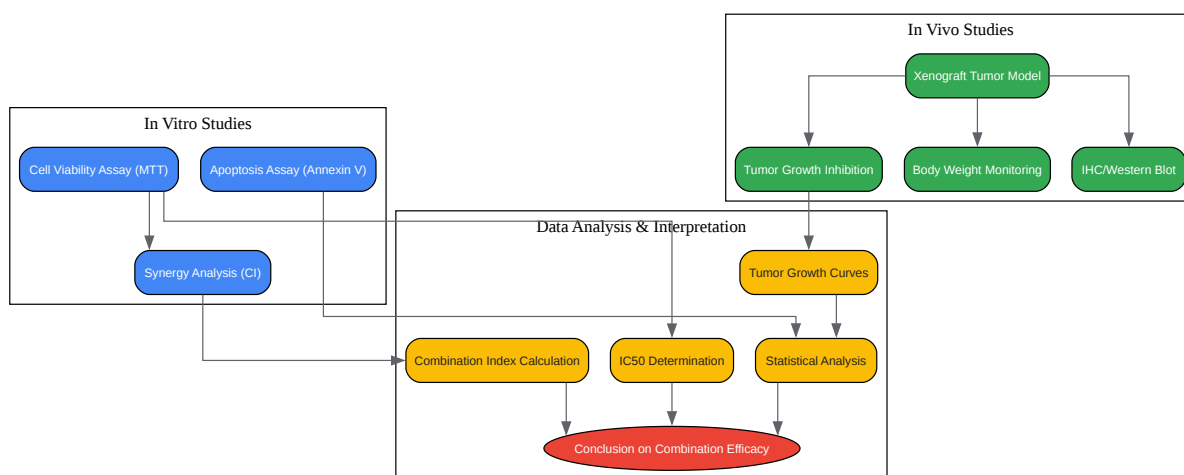 In Vivo Studies
Xenograft Tumor Model
In Vitro Studies
Cell Viability Assay (MTT)
Apoptosis Assay (Annexin V)
Tumor Growth Inhibition
Body Weight Monitoring
IHC/Western Blot
Data Analysis & Interpretation
Synergy Analysis (CI)
Tumor Growth Curves
Combination Index Calculation
IC50 Determination
Statistical Analysis
Conclusion on Combination Efficacy